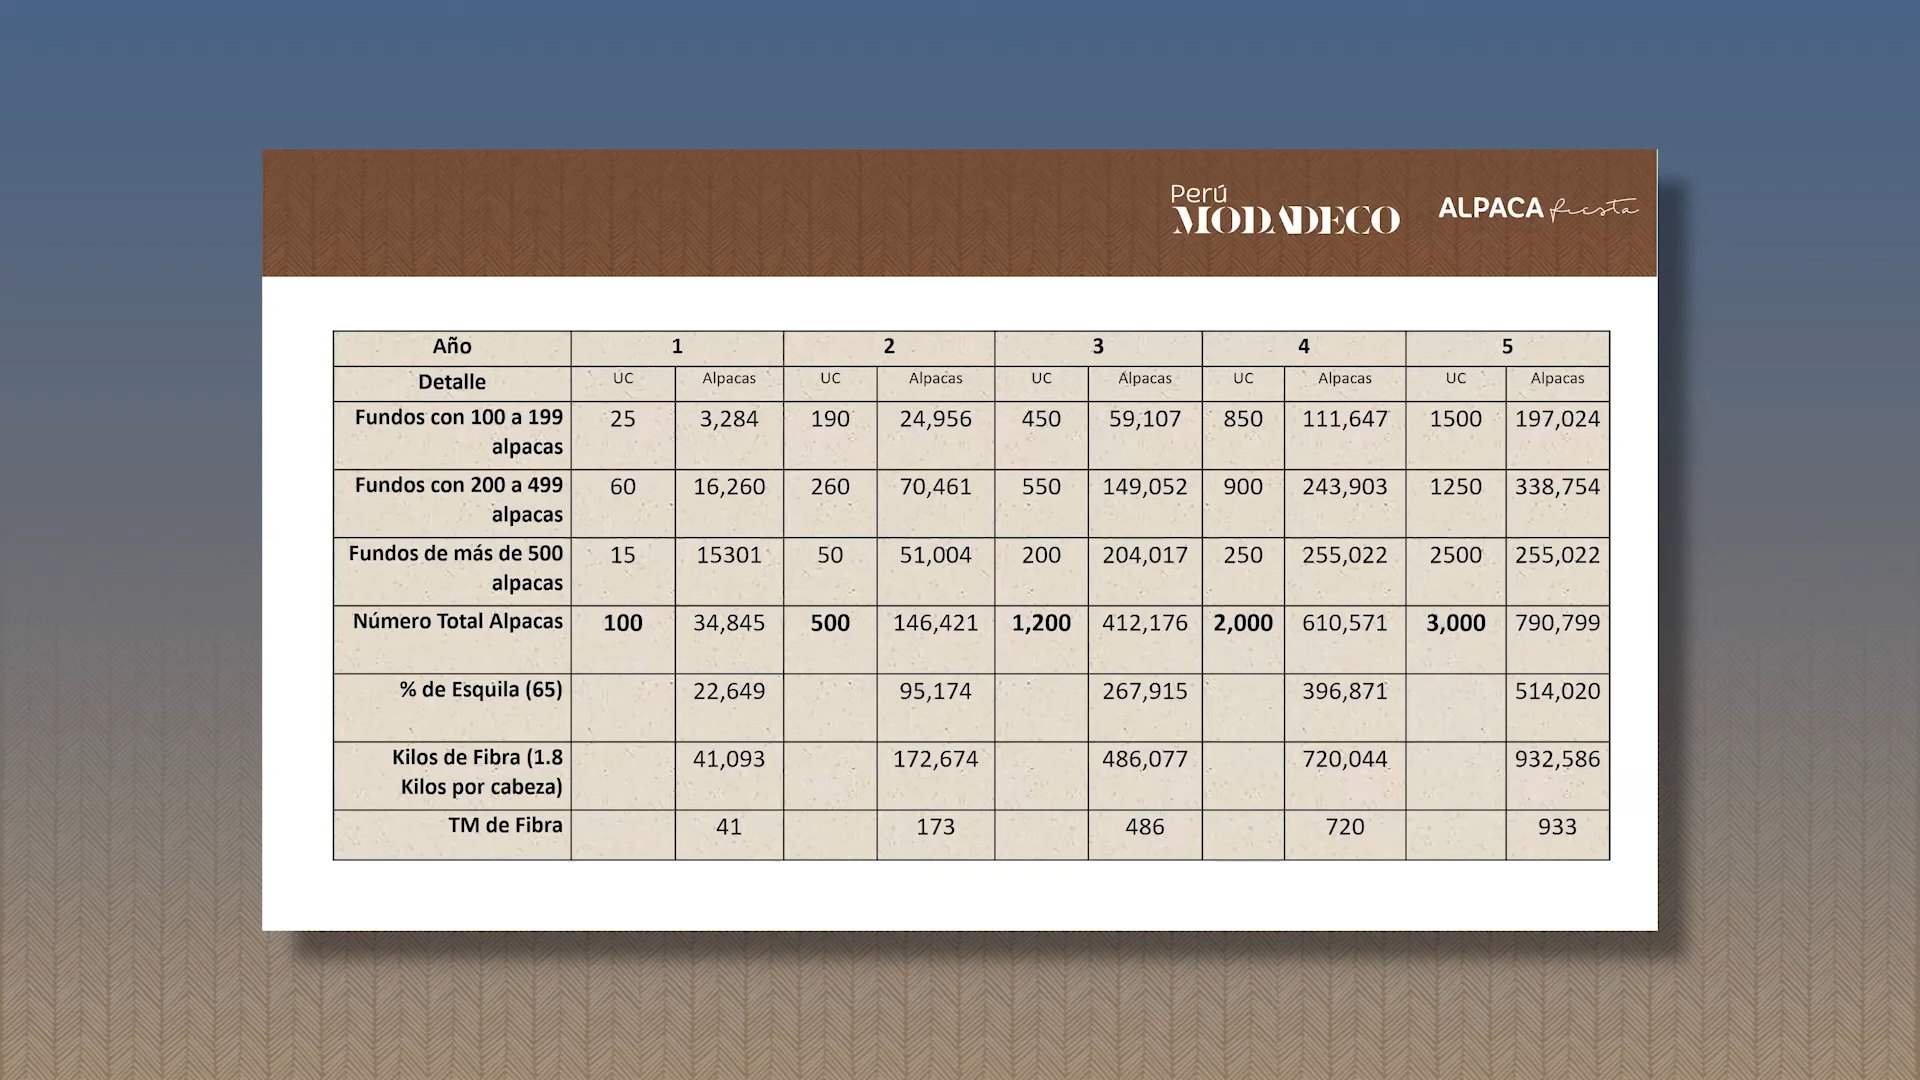 Perú
MODADECO
ALPACA fiesta
Año 1 2 3 4 5
Detalle UC Alpacas UC Alpacas UC Alpacas UC Alpacas UC Alpacas
Fundos con 100 a 199 25 3,284 190 24,956 450 59,107 850 111,647 1500 197,024
alpacas
Fundos con 200 a 499 60 16,260 260 70,461 550 149,052 900 243,903 1250 338,754
alpacas
Fundos de más de 500 15 15301 50 51,004 200 204,017 250 255,022 2500 255,022
alpacas
Número Total Alpacas 100 34,845 500 146,421 1,200 412,176 2,000 610,571 3,000 790,799
% de Esquila (65) 22,649 95,174 267,915 396,871 514,020
Kilos de Fibra (1.8 41,093 172,674 486,077 720,044 932,586
Kilos por cabeza)
TM de Fibra 41 173 486 720 933